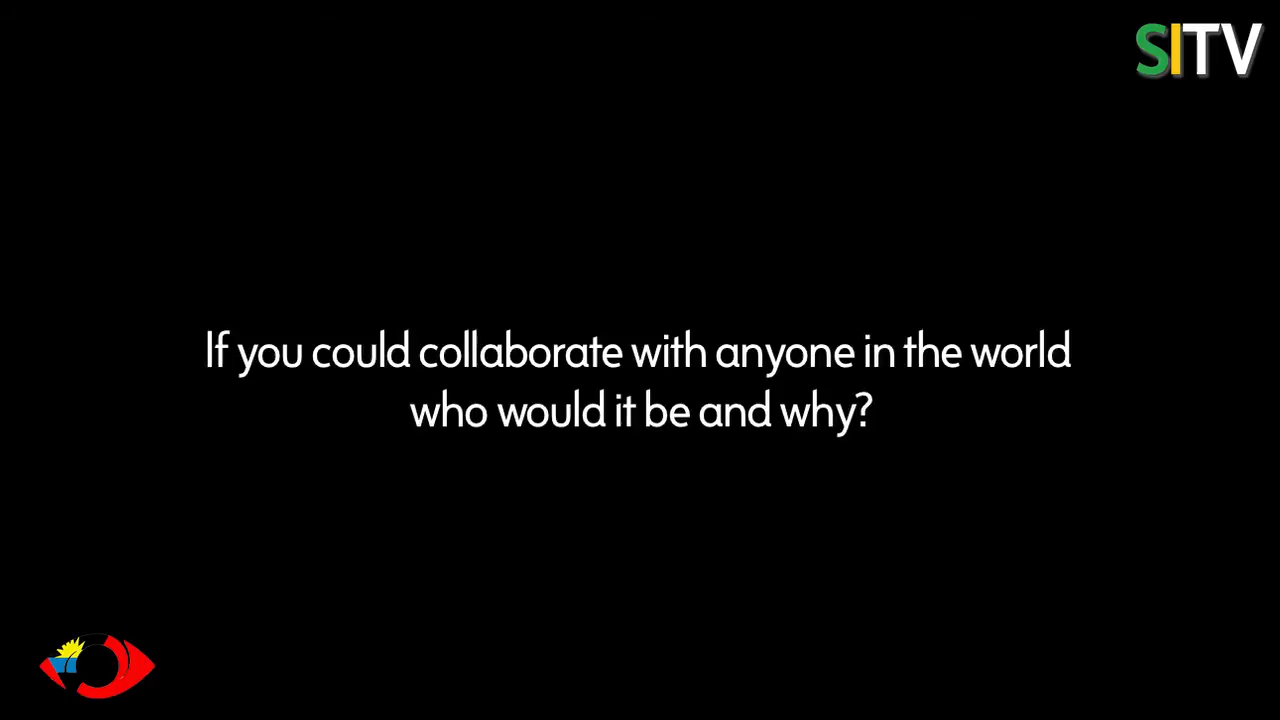 SITV
If you could collaborate with anyone in the world
who would it be and why?